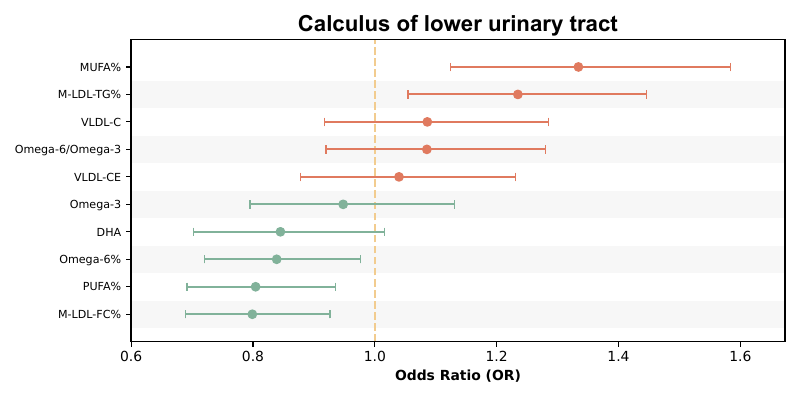 Calculus of lower urinary tract
MUFA%
M-LDL-TG%
VLDL-C
Omega-6/Omega-3
VLDL-CE
Omega-3
DHA
Omega-6%
PUFA%
M-LDL-FC%
0.6 0.8 1.0 1.2 1.4 1.6
Odds Ratio (OR)